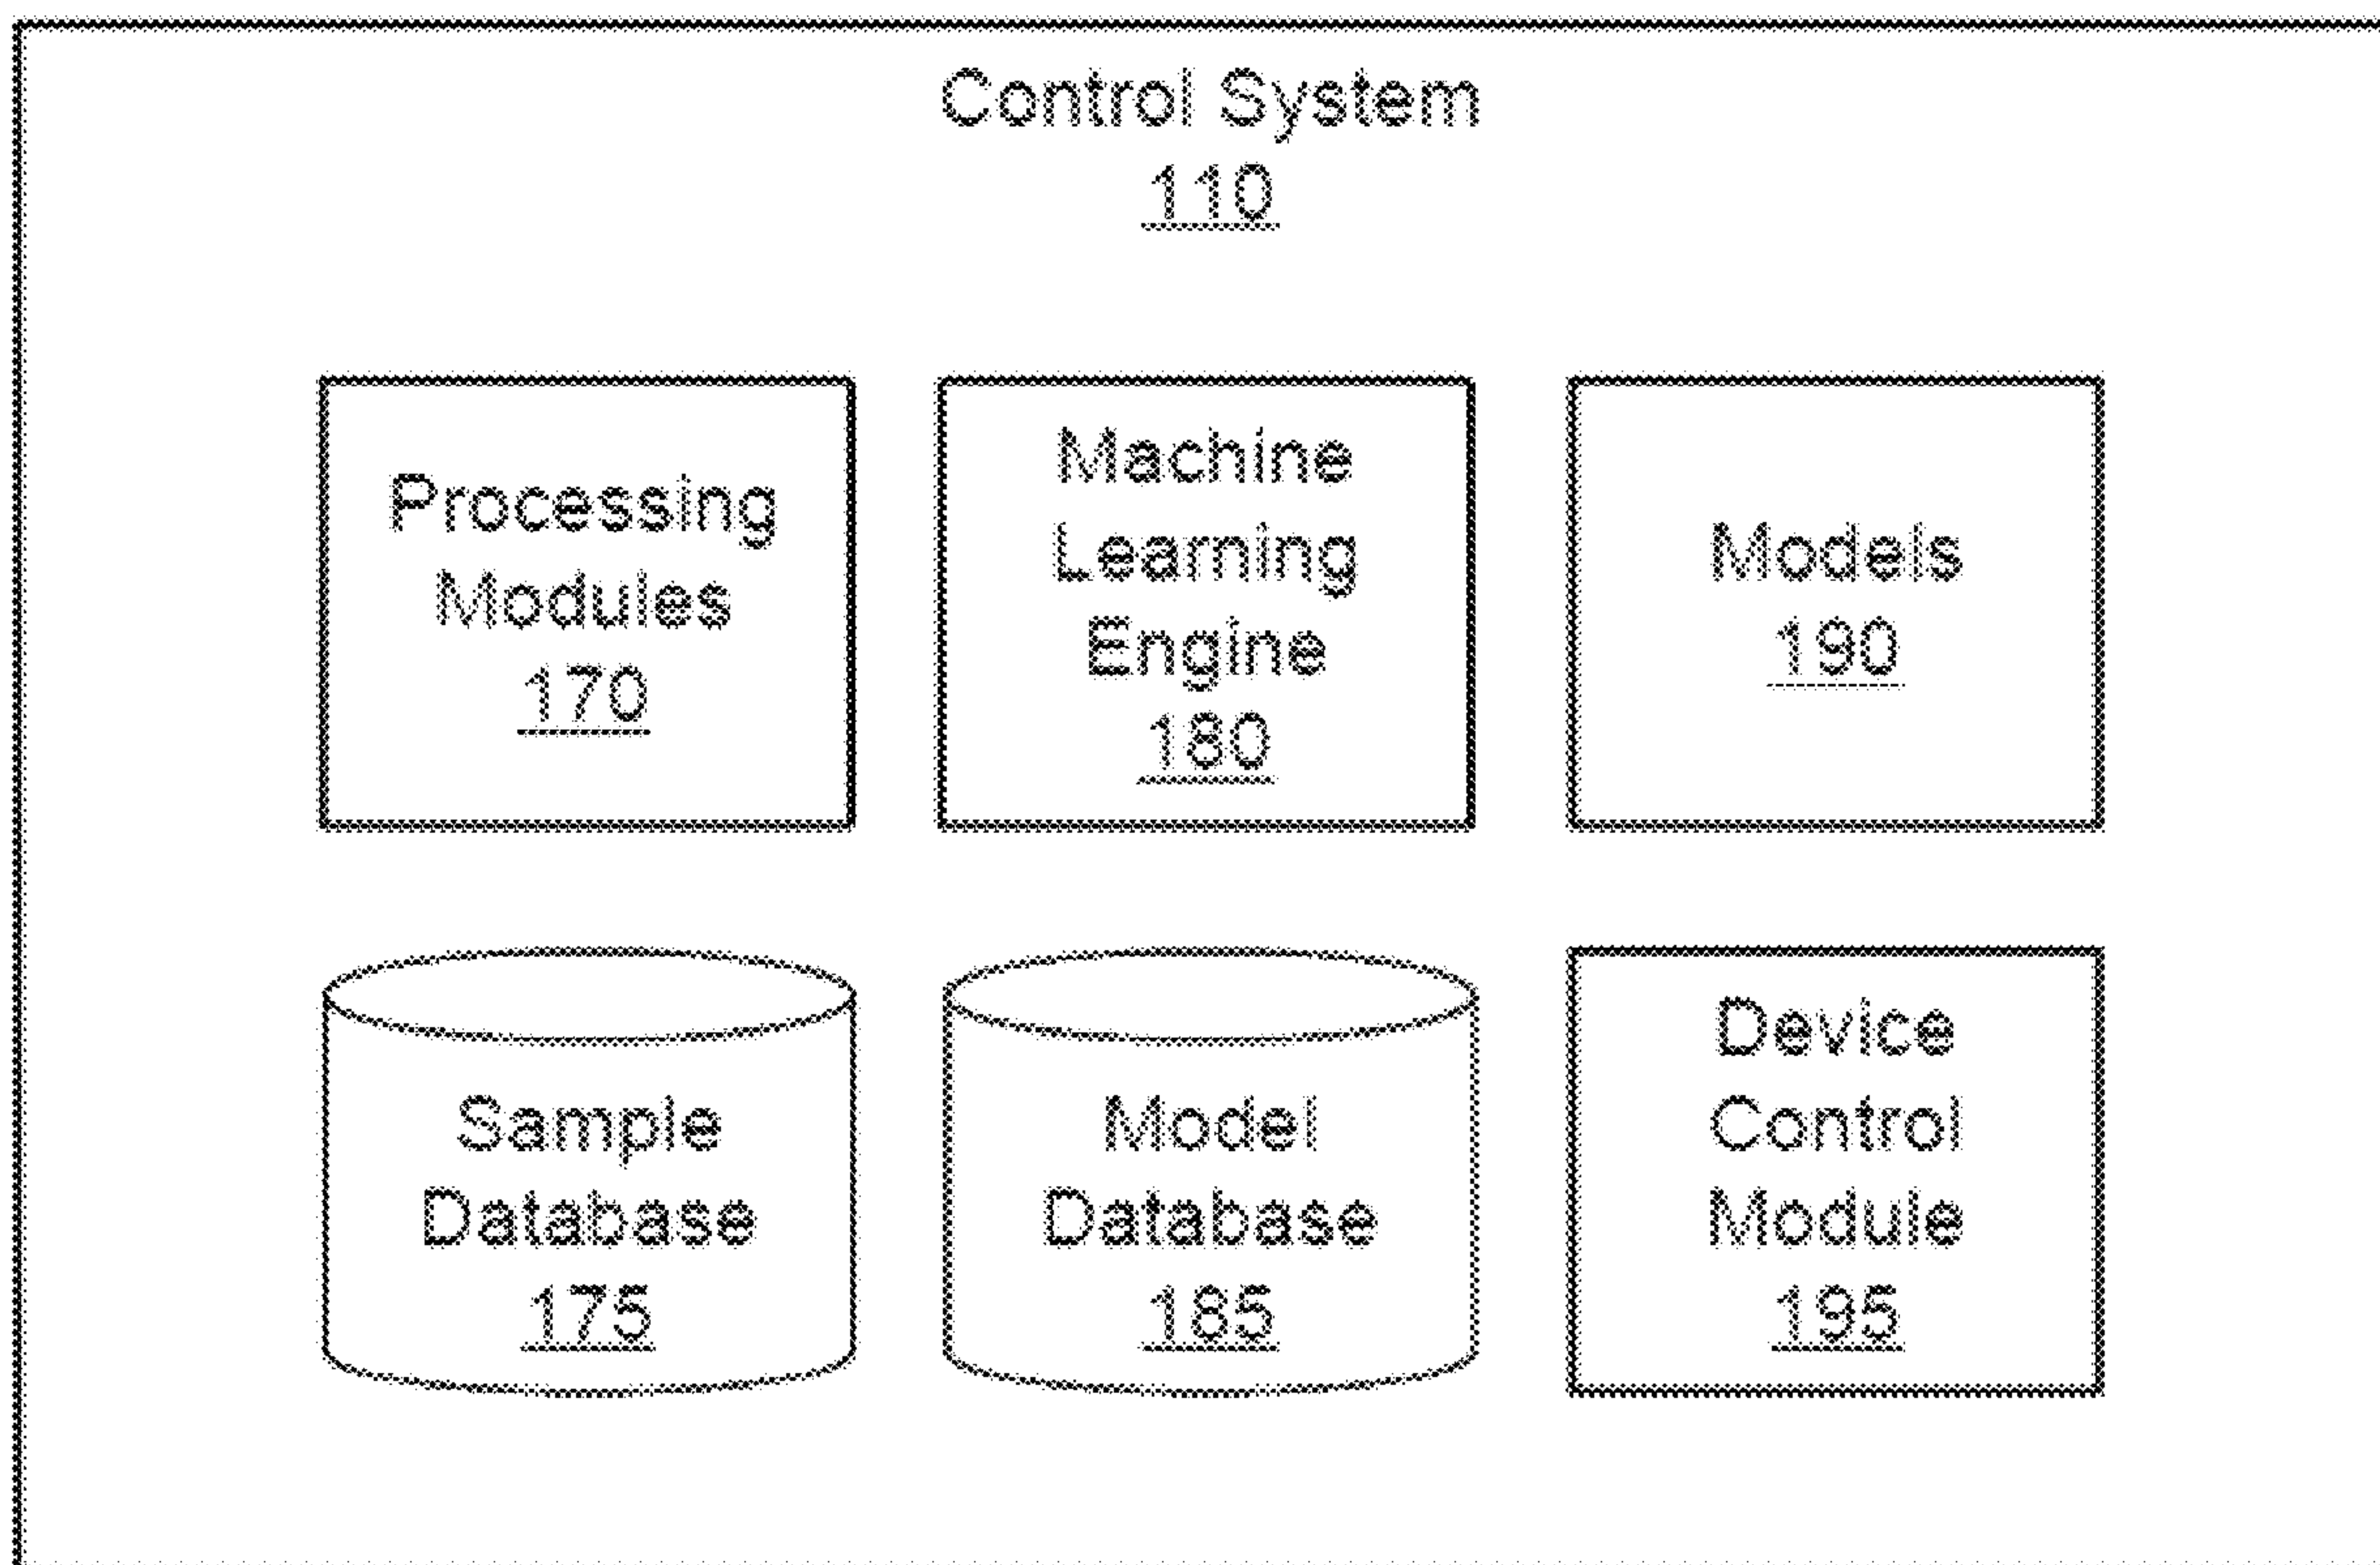 Control System
110
Processing
Modules
170
Machine
Learning
Engine
180
Models
190
Sample
Database
175
Model
Database
185
Device
Control
Module
195